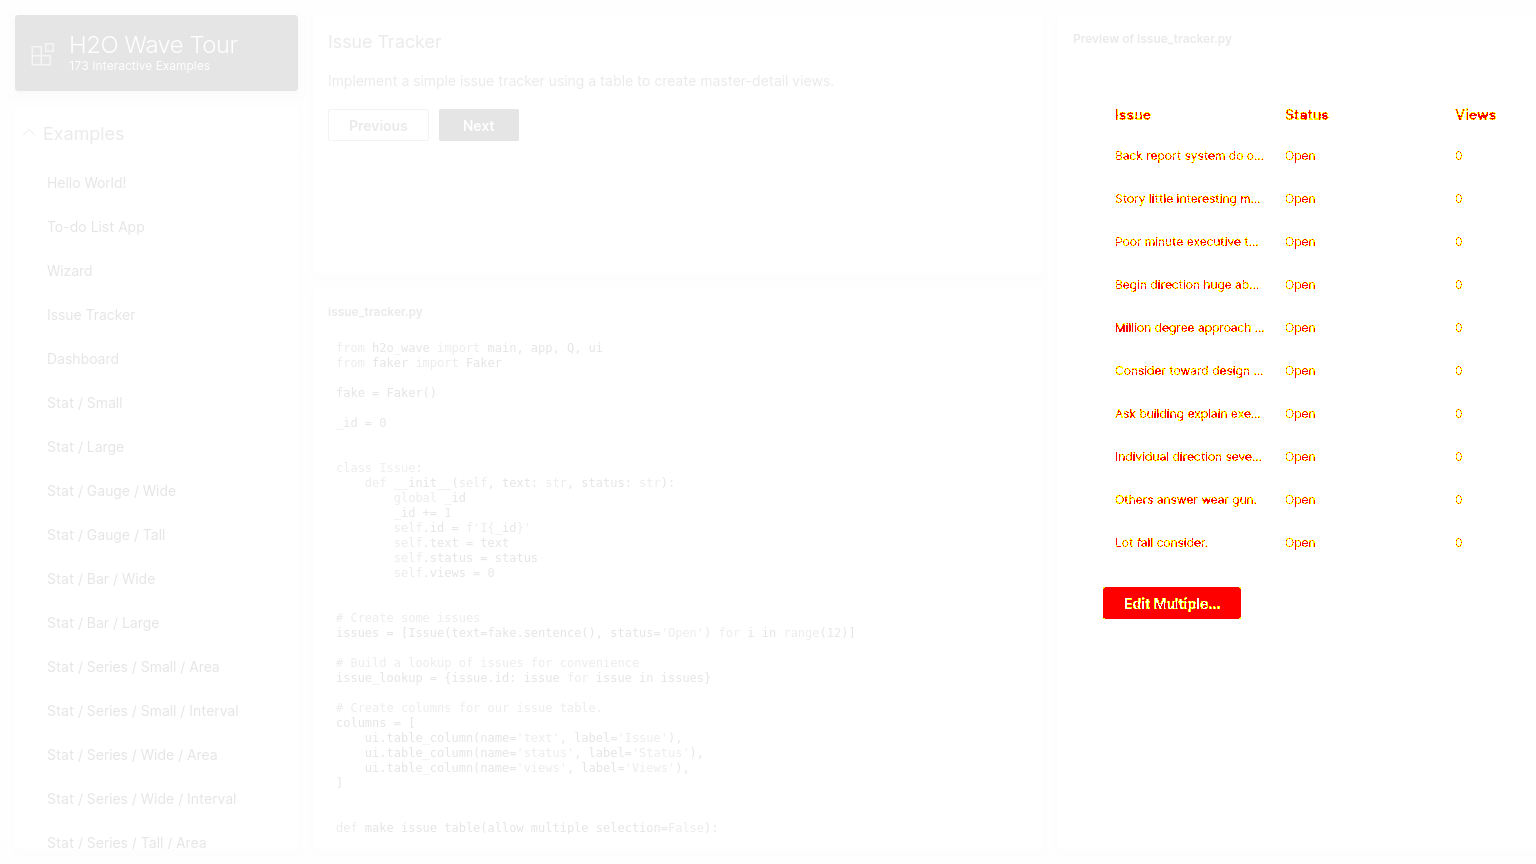 H2O Wave Tour
173 Interactive Examples
Examples
Hello World!
To-do List App
Wizard
Issue Tracker
Dashboard
Stat / Small
Stat / Large
Stat / Gauge / Wide
Stat / Gauge / Tall
Stat / Bar / Wide
Stat / Bar / Large
Stat / Series / Small / Area
Stat / Series / Small / Interval
Stat / Series / Wide / Area
Stat / Series / Wide / Interval
Stat / Series / Tall / Area
Issue Tracker
Implement a simple issue tracker using a table to create master-detail views.
Previous Next
issue_tracker.py
from h2o_wave import main, app, Q, ui
from faker import Faker
fake = Faker()
_id = 0
class Issue:
def __init__(self, text: str, status: str):
global _id
_id += 1
self.id = f'I{_id}'
self.text = text
self.status = status
self.views = 0
# Create some issues
issues = [Issue(text=fake.sentence(), status='Open') for i in range(12)]
# Build a lookup of issues for convenience
issue_lookup = {issue.id: issue for issue in issues}
# Create columns for our issue table.
columns = [
ui.table_column(name='text', label='Issue'),
ui.table_column(name='status', label='Status'),
ui.table_column(name='views', label='Views'),
]
def make_issue_table(allow_multiple_selection=False):
Preview of issue_tracker.py
Issue Status Views
Back report system do o... Open 0
Story little interesting m... Open 0
Poor minute executive t... Open 0
Begin direction huge ab... Open 0
Million degree approach ... Open 0
Consider toward design ... Open 0
Ask building explain exe... Open 0
Individual direction seve... Open 0
Others answer wear gun. Open 0
Lot fall consider. Open 0
Edit Multiple...